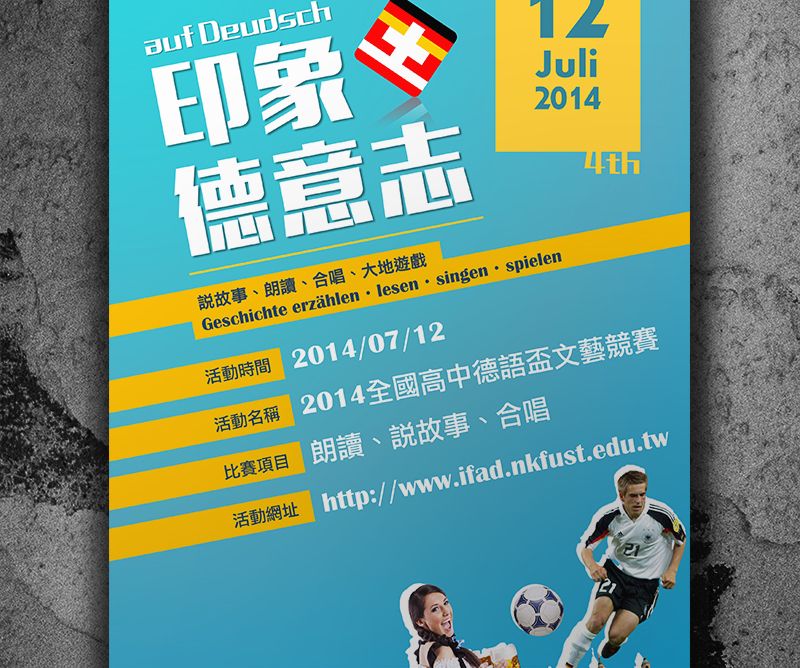 auf Deudsch
印象
德意志
12
Juli
2014
4th
説故事、朗讀、合唱、大地遊戲
Geschichte erzählen · lesen · singen · spielen
活動時間 2014/07/12
活動名稱 2014全國高中德語盃文藝競賽
比賽項目 朗讀、説故事、合唱
活動網址 http://www.ifad.nkfust.edu.tw
21
21